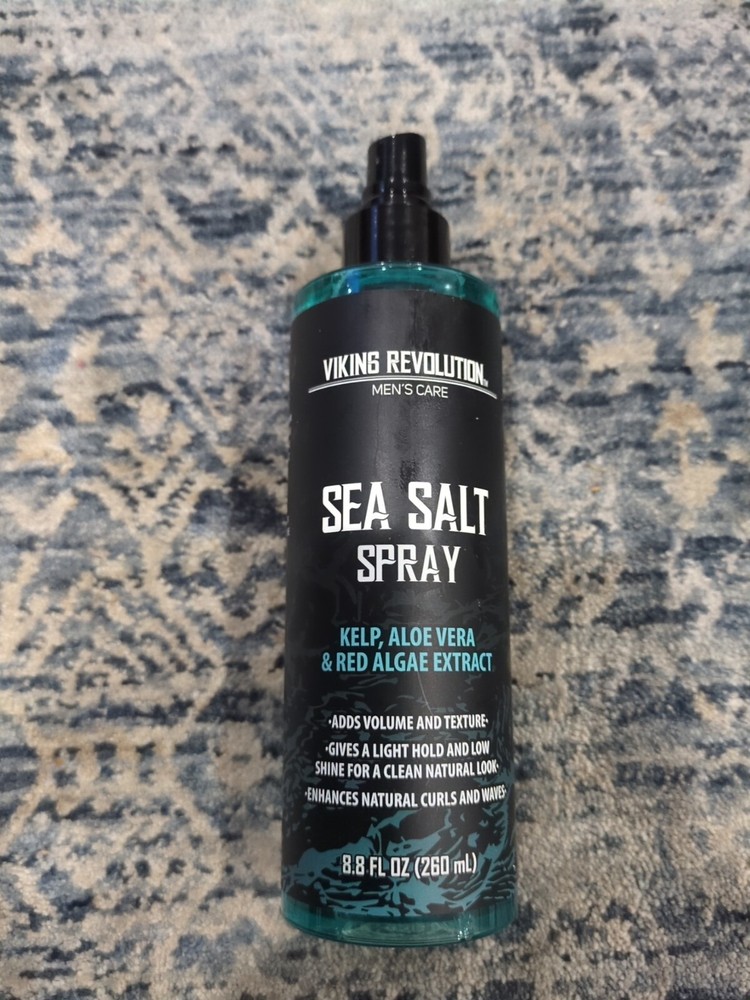 VIKING REVOLUTION
MEN'S CARE
SEA SALT
SPRAY
KELP, ALOE VERA
& RED ALGAE EXTRACT
•ADDS VOLUME AND TEXTURE•
•GIVES A LIGHT HOLD AND LOW
SHINE FOR A CLEAN NATURAL LOOK•
•ENHANCES NATURAL CURLS AND WAVES•
8.8 FL OZ (260 mL)